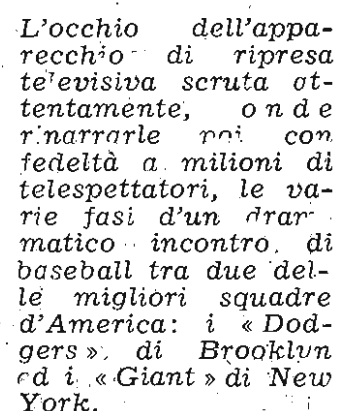 L'occhio dell'appa-
recchio di ripresa
televisiva scruta at-
tentamente, onde
rinarrarle poi con
fedeltà a milioni di
telespettatori, le va-
rie fasi d'un dram-
matico incontro di
baseball tra due del-
le migliori squadre
d'America: i « Dod-
gers », di Brooklyn
ed i « Giant » di New
York.